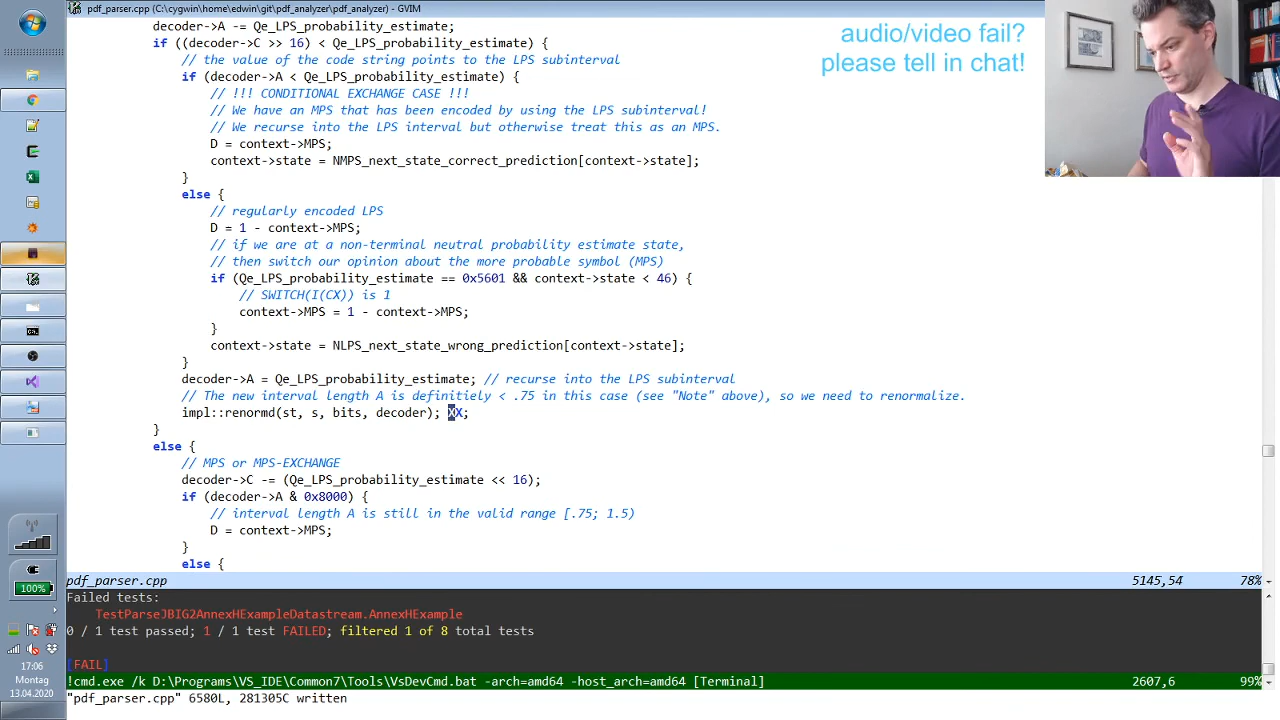 pdf_parser.cpp (C:\cygwin\home\edwin\git\pdf_analyzer\pdf_analyzer) - GVIM
audio/video fail?
please tell in chat!
decoder->A -= Qe_LPS_probability_estimate;
if ((decoder->C >> 16) < Qe_LPS_probability_estimate) {
// the value of the code string points to the LPS subinterval
if (decoder->A < Qe_LPS_probability_estimate) {
// !!! CONDITIONAL EXCHANGE CASE !!!
// We have an MPS that has been encoded by using the LPS subinterval!
// We recurse into the LPS interval but otherwise treat this as an MPS.
D = context->MPS;
context->state = NMPS_next_state_correct_prediction[context->state];
}
else {
// regularly encoded LPS
D = 1 - context->MPS;
// if we are at a non-terminal neutral probability estimate state,
// then switch our opinion about the more probable symbol (MPS)
if (Qe_LPS_probability_estimate == 0x5601 && context->state < 46) {
// SWITCH(I(CX)) is 1
context->MPS = 1 - context->MPS;
}
context->state = NLPS_next_state_wrong_prediction[context->state];
}
decoder->A = Qe_LPS_probability_estimate; // recurse into the LPS subinterval
// The new interval length A is definitiely < .75 in this case (see "Note" above), so we need to renormalize.
impl::renormd(st, s, bits, decoder); XX;
}
else {
// MPS or MPS-EXCHANGE
decoder->C -= (Qe_LPS_probability_estimate << 16);
if (decoder->A & 0x8000) {
// interval length A is still in the valid range [.75; 1.5)
D = context->MPS;
}
else {
pdf_parser.cpp 5145,54 78%
Failed tests:
TestParseJBIG2AnnexHExampleDatastream.AnnexHExample
0 / 1 test passed; 1 / 1 test FAILED; filtered 1 of 8 total tests
[FAIL]
!cmd.exe /k D:\Programs\VS_IDE\Common7\Tools\VsDevCmd.bat -arch=amd64 -host_arch=amd64 [Terminal] 2607,6 99%
"pdf_parser.cpp" 6580L, 281305C written
100%
17:06
Montag
13.04.2020